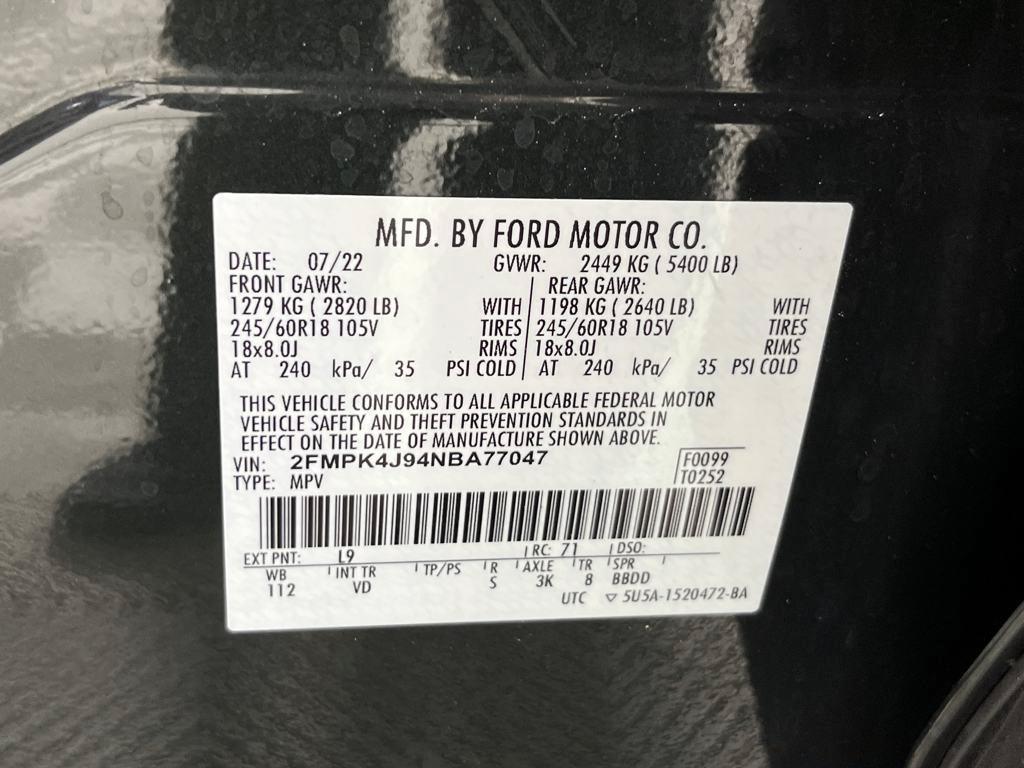 MFD. BY FORD MOTOR CO.
DATE: 07/22 GVWR: 2449 KG ( 5400 LB)
FRONT GAWR: REAR GAWR:
1279 KG ( 2820 LB) WITH 1198 KG ( 2640 LB) WITH
245/60R18 105V TIRES 245/60R18 105V TIRES
18x8.0J RIMS 18x8.0J RIMS
AT 240 kPa/ 35 PSI COLD AT 240 kPa/ 35 PSI COLD
THIS VEHICLE CONFORMS TO ALL APPLICABLE FEDERAL MOTOR
VEHICLE SAFETY AND THEFT PREVENTION STANDARDS IN
EFFECT ON THE DATE OF MANUFACTURE SHOWN ABOVE.
VIN: 2FMPK4J94NBA77047 F0099
TYPE: MPV T0252
EXT PNT: L9 RC: 71 DSO:
WB INT TR TP/PS R AXLE TR SPR
112 VD S 3K 8 BBDD
UTC ▽ 5U5A-1520472-BA